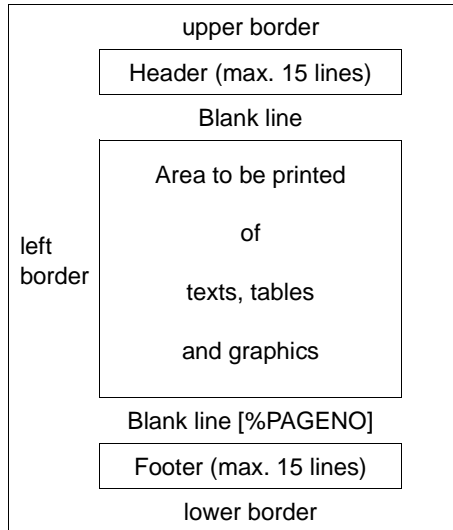 upper border
Header (max. 15 lines)
Blank line
Area to be printed
of
left
border
texts, tables
and graphics
Blank line [%PAGENO]
Footer (max. 15 lines)
lower border